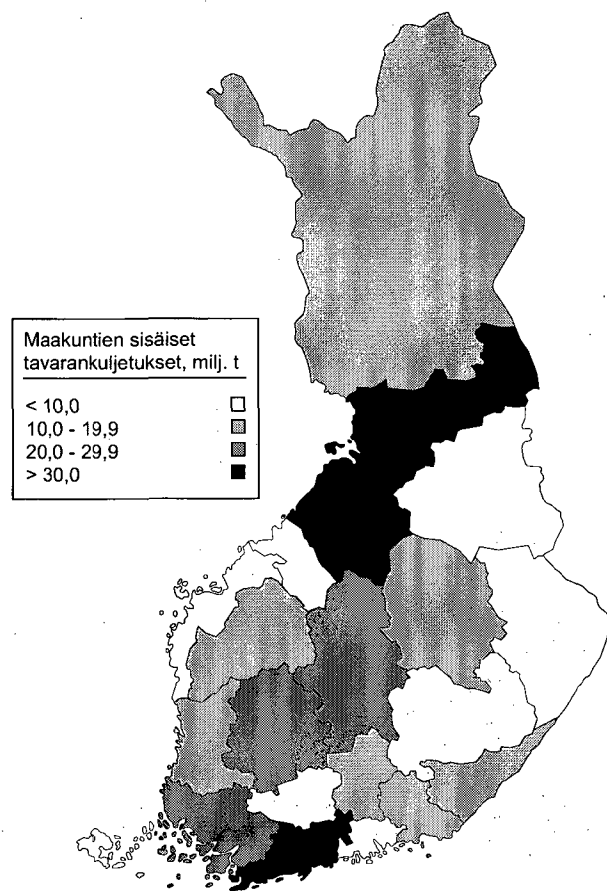 Maakuntien sisäiset
tavarankuljetukset, milj. t
< 10,0
10,0 - 19,9
20,0 - 29,9
> 30,0